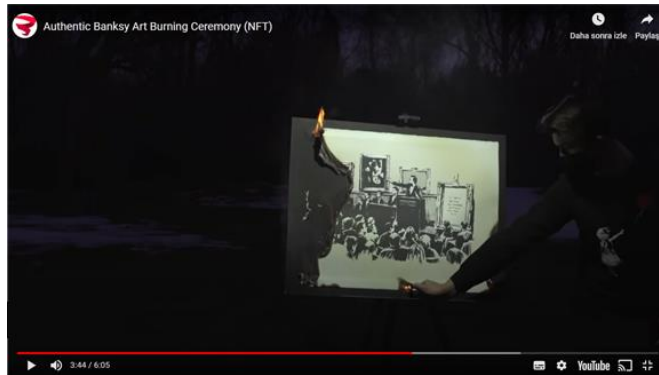 Authentic Banksy Art Burning Ceremony (NFT)
Daha sonra izle
Paylaş
3:44 / 6:05
YouTube